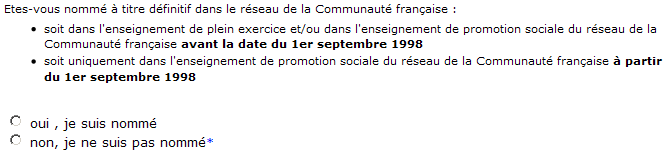 Etes-vous nommé à titre définitif dans le réseau de la Communauté française :
• soit dans l'enseignement de plein exercice et/ou dans l'enseignement de promotion sociale du réseau de la
Communauté française avant la date du 1er septembre 1998
• soit uniquement dans l'enseignement de promotion sociale du réseau de la Communauté française à partir
du 1er septembre 1998
oui , je suis nommé
non, je ne suis pas nommé*